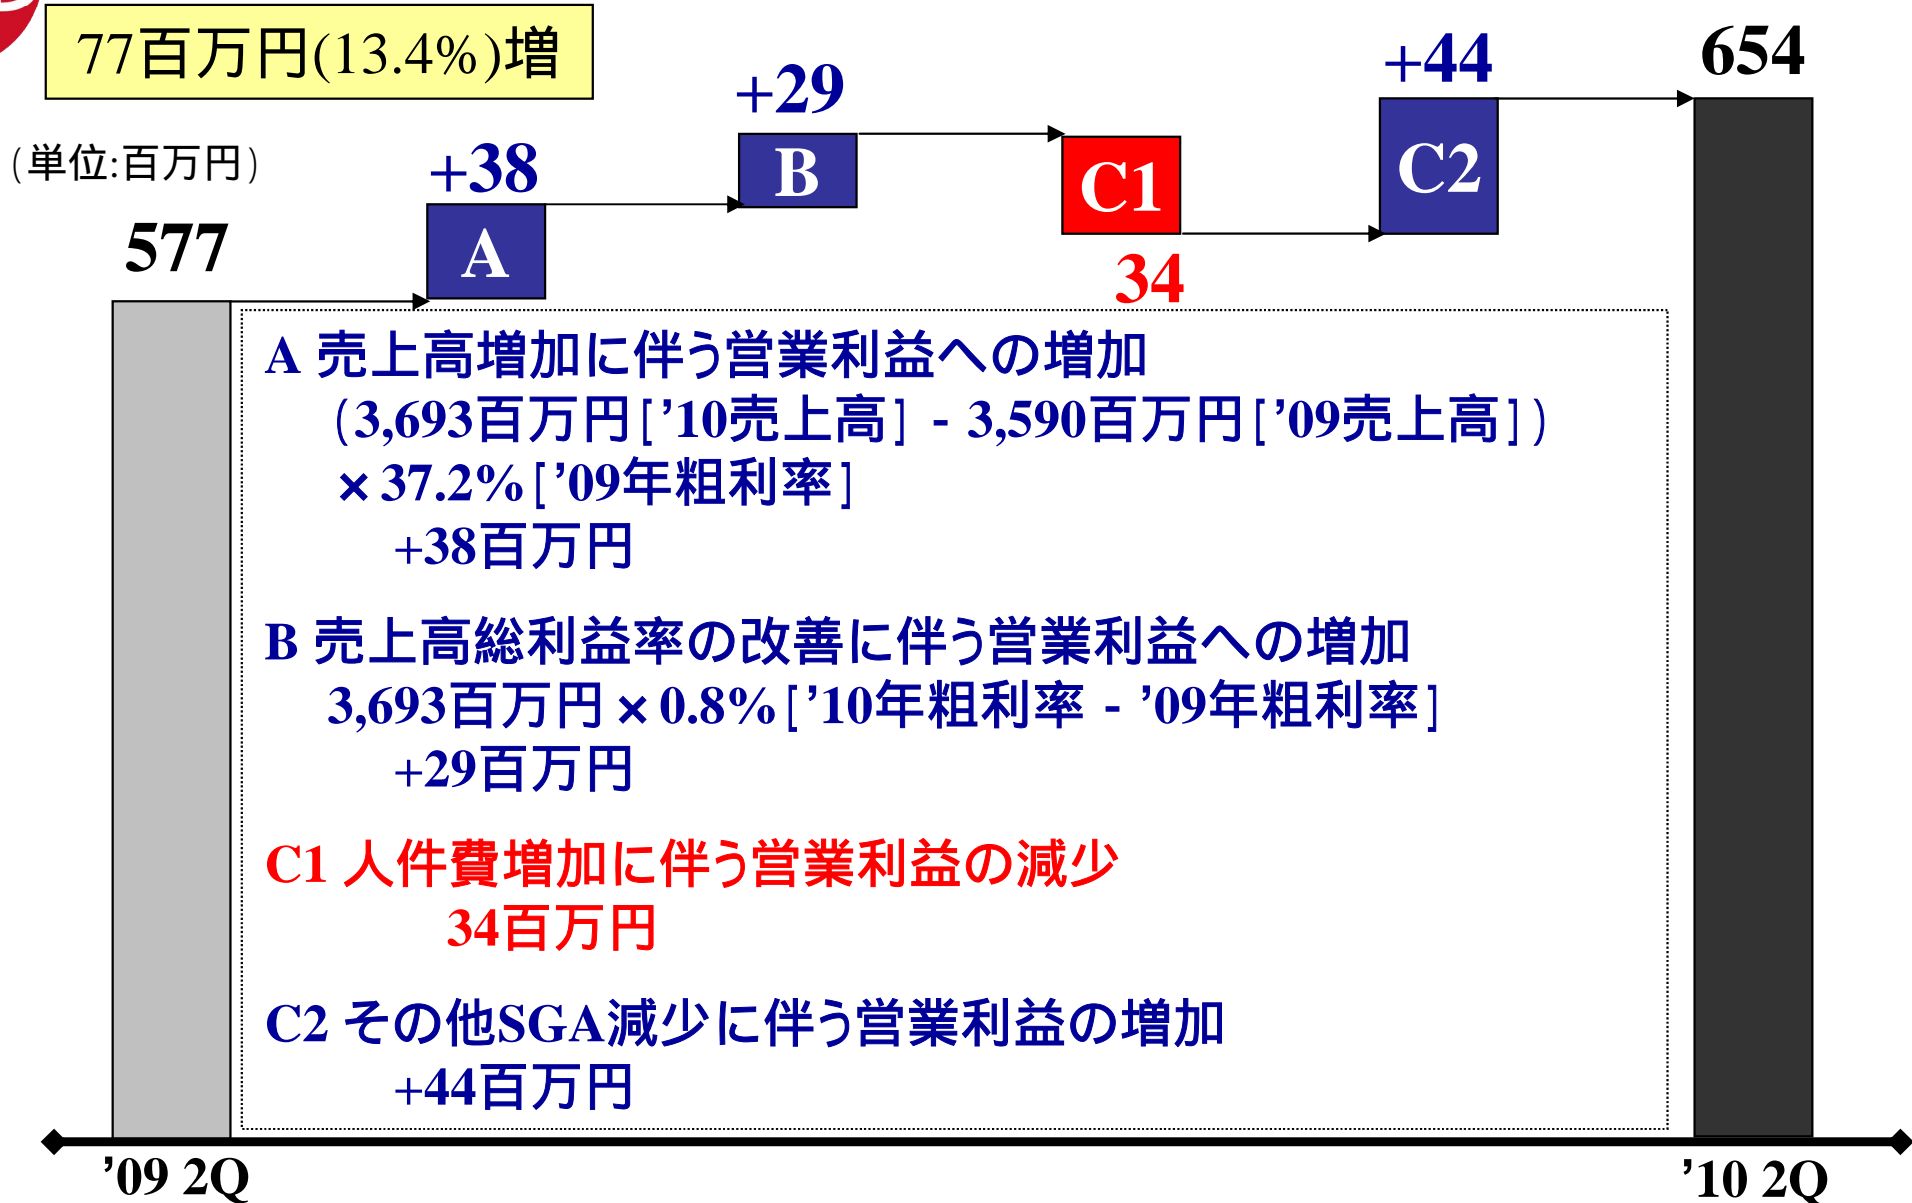 77百万円(13.4%)増
(単位:百万円)
577
+38
A
+29
B
C1
34
+44
C2
654
A 売上高増加に伴う営業利益への増加
(3,693百万円[’10売上高] - 3,590百万円[’09売上高])
×37.2%[’09年粗利率]
+38百万円
B 売上高総利益率の改善に伴う営業利益への増加
3,693百万円×0.8%[’10年粗利率 - ’09年粗利率]
+29百万円
C1 人件費増加に伴う営業利益の減少
34百万円
C2 その他SGA減少に伴う営業利益の増加
+44百万円
’09 2Q
’10 2Q